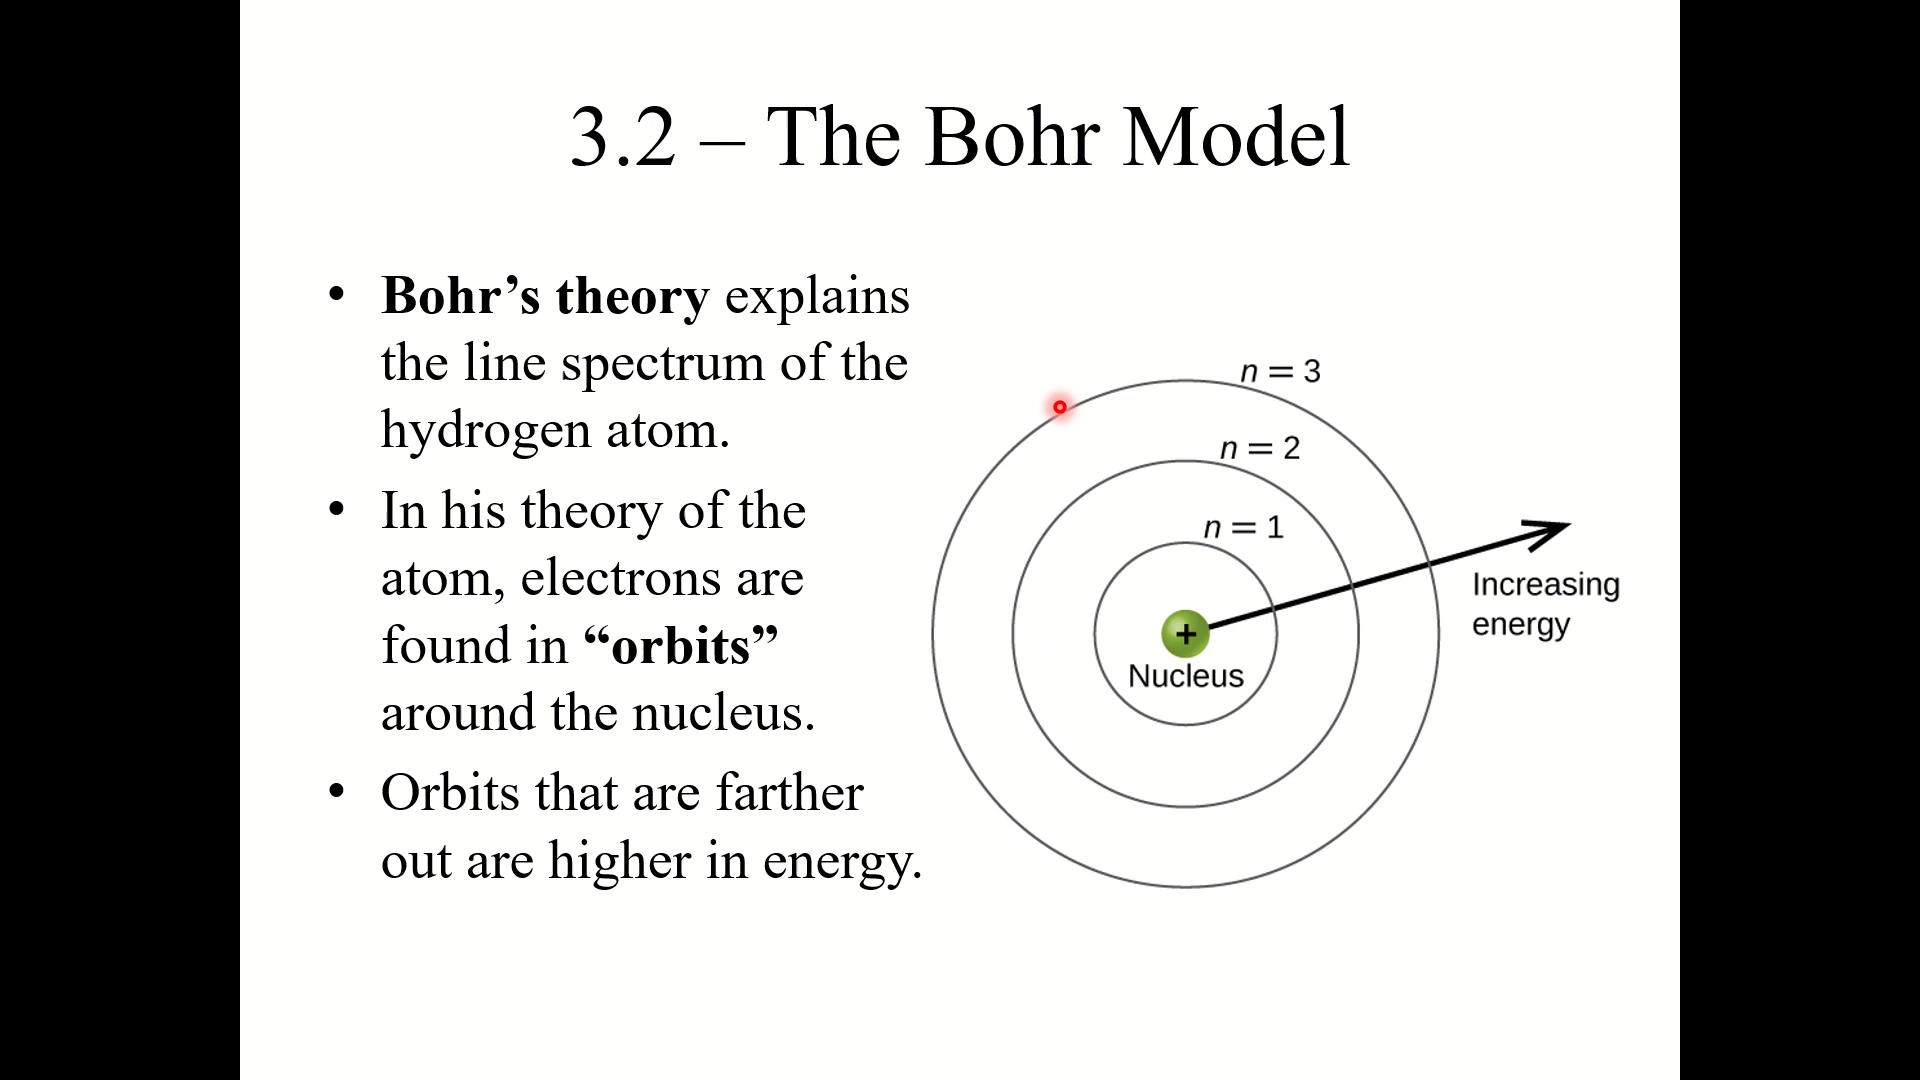 3.2 – The Bohr Model
• Bohr’s theory explains
the line spectrum of the
hydrogen atom.
• In his theory of the
atom, electrons are
found in “orbits”
around the nucleus.
• Orbits that are farther
out are higher in energy.
n = 3
n = 2
n = 1
+
Nucleus
Increasing
energy